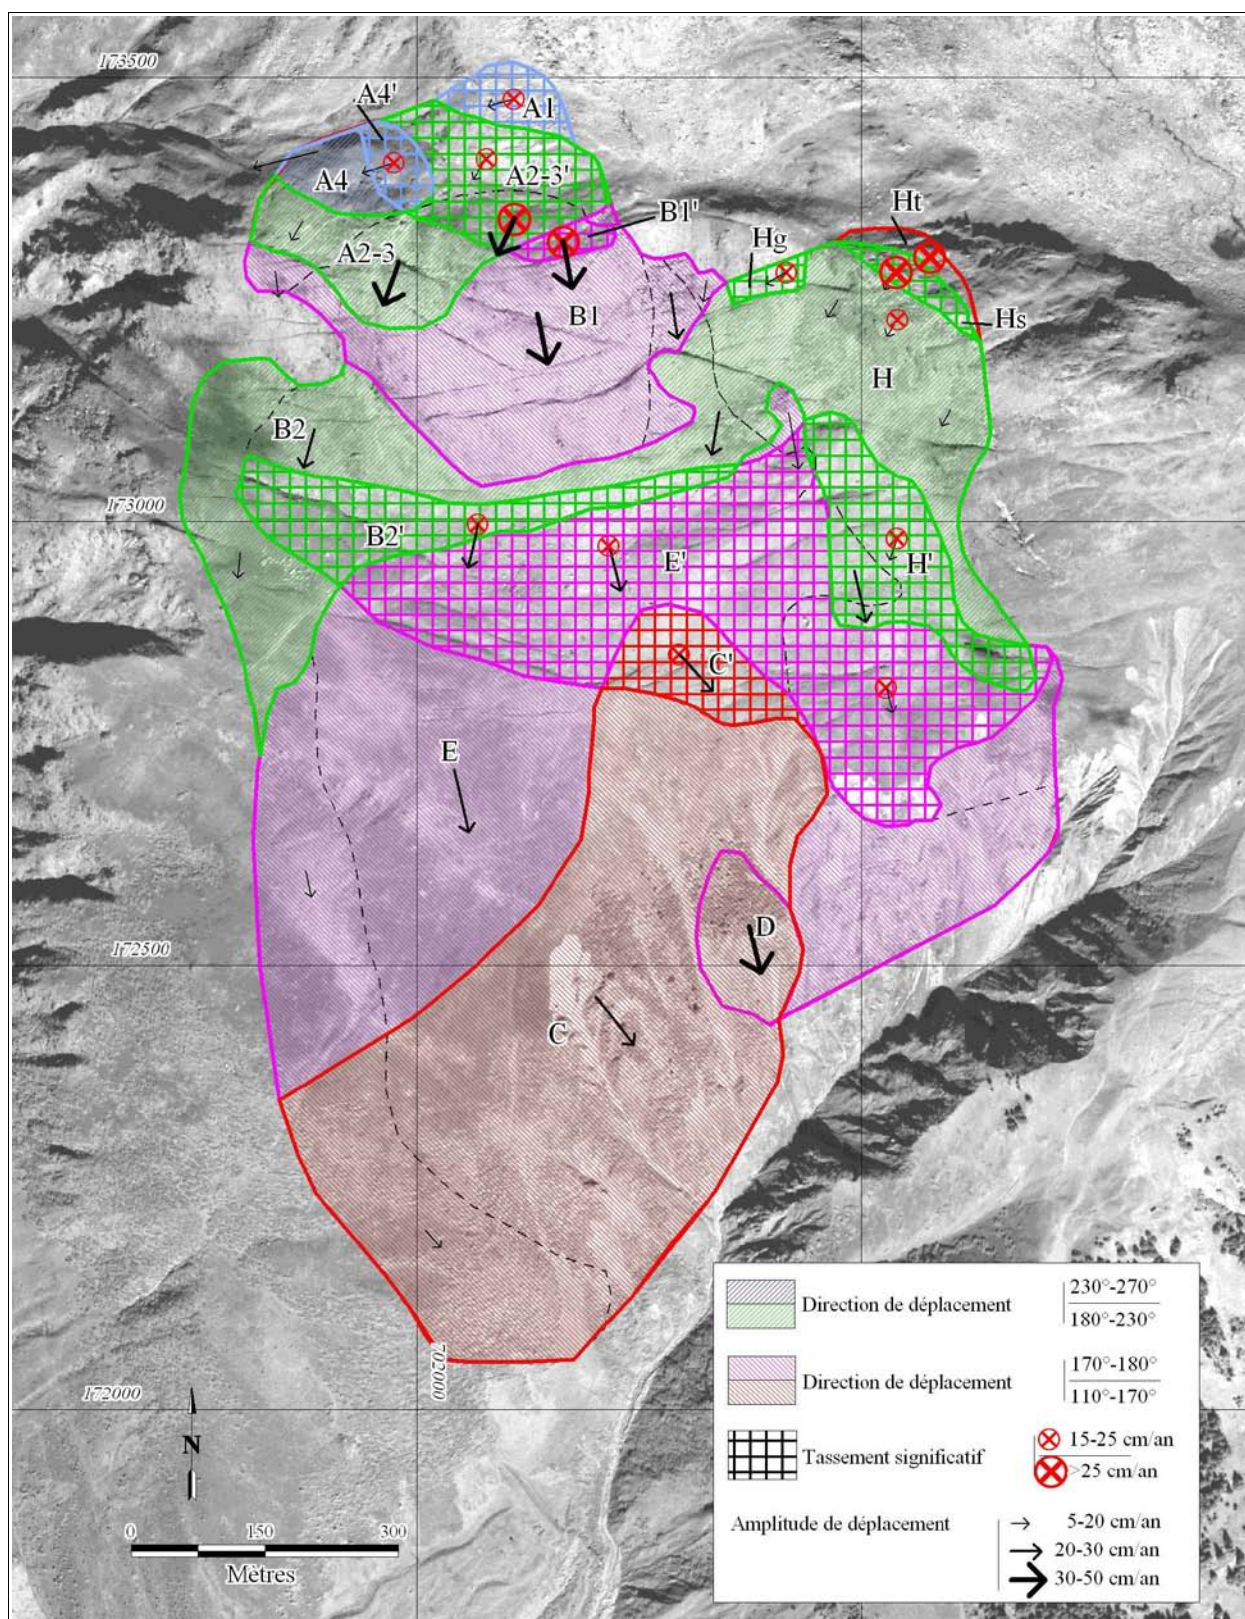 173500
A4'
A1
A4
A2-3'
B1'
Ht
Hg
A2-3
B1
Hs
H
B2
173000
B2'
E'
H'
C'
E
172500
D
C
702000
172000
N
0 150 300
Mètres
Direction de déplacement
230°-270°
180°-230°
Direction de déplacement
170°-180°
110°-170°
Tassement significatif
15-25 cm/an
>25 cm/an
Amplitude de déplacement
5-20 cm/an
20-30 cm/an
30-50 cm/an